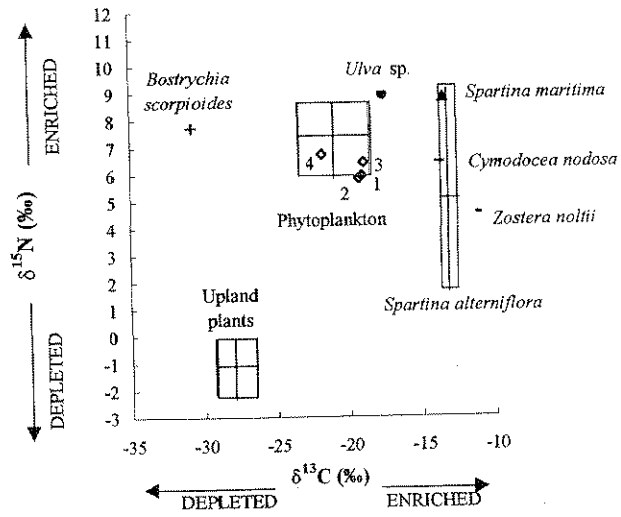 12
11
10
9
8
7
6
5
4
3
2
1
0
-1
-2
-3
ENRICHED
δ15N (‰)
DEPLETED
Bostrychia
scorpioides
Ulva sp.
Spartina maritima
4
3
Cymodocea nodosa
2
1
Phytoplankton
Zostera noltii
Upland
plants
Spartina alterniflora
-35
-30
-25
-20
-15
-10
δ13C (‰)
DEPLETED
ENRICHED